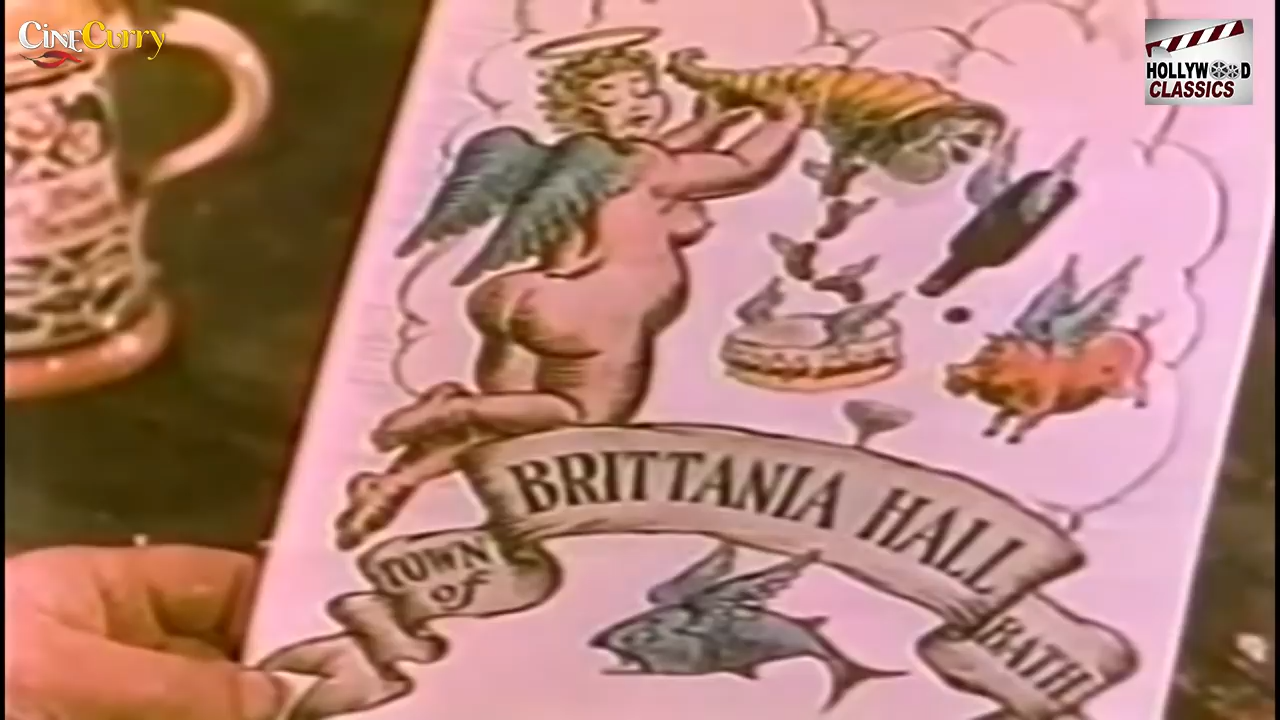 CINECURRY
HOLLYWOOD
CLASSICS
BRITTANIA HALL
TOWN
of
BATH